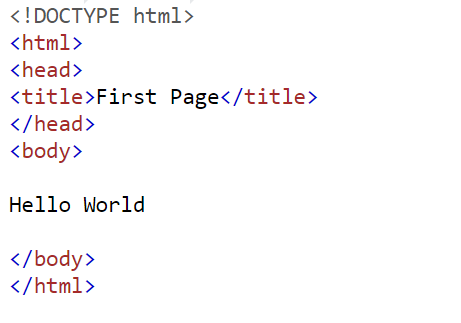 <!DOCTYPE html>
<html>
<head>
<title>First Page</title>
</head>
<body>
Hello World
</body>
</html>